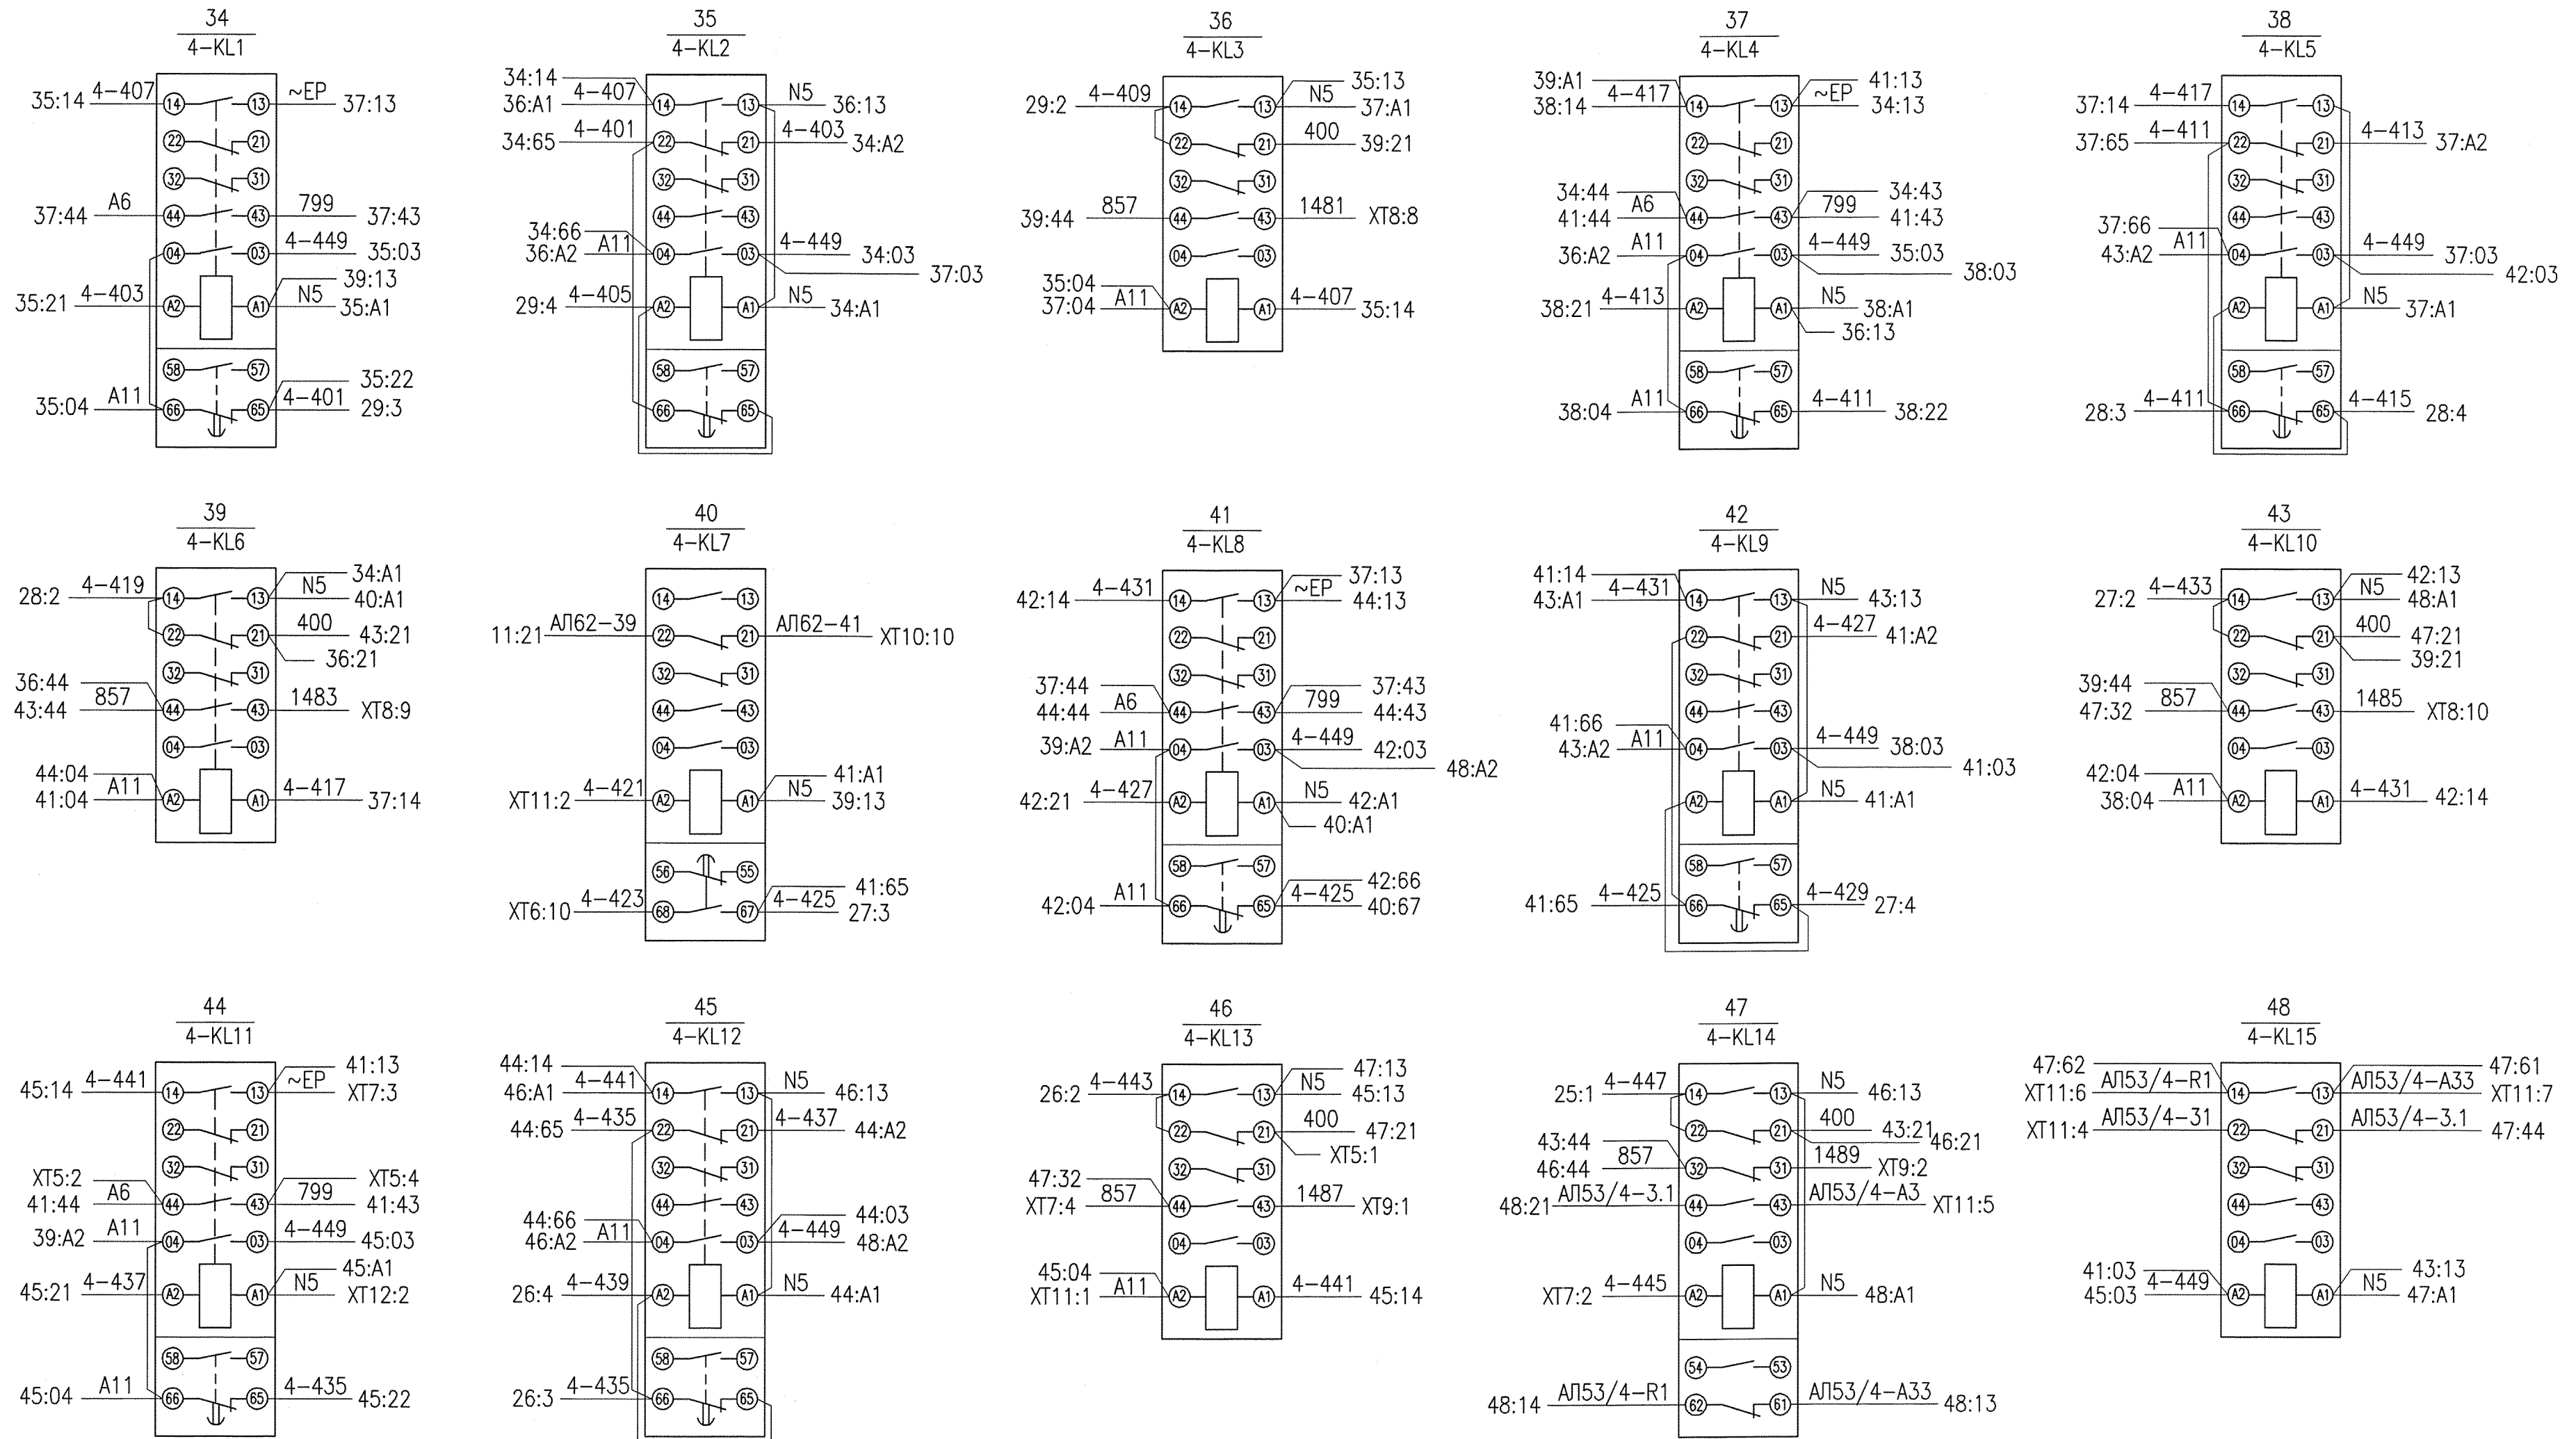 34
4-KL1
35:14 4-407 14 13 ~EP 37:13
22 21
32 31
37:44 A6 44 43 799 37:43
04 03 4-449 35:03
39:13
35:21 4-403 A2 A1 N5 35:A1
58 57
35:22
35:04 A11 66 65 4-401 29:3
35
4-KL2
34:14
36:A1 4-407 14 13 N5 36:13
34:65 4-401 22 21 4-403 34:A2
32 31
44 43
34:66
36:A2 A11 04 03 4-449 34:03
37:03
29:4 4-405 A2 A1 N5 34:A1
58 57
66 65
36
4-KL3
35:13
29:2 4-409 14 13 N5 37:A1
22 21 400 39:21
32 31
39:44 857 44 43 1481 XT8:8
04 03
35:04
37:04 A11 A2 A1 4-407 35:14
37
4-KL4
39:A1 41:13
38:14 4-417 14 13 ~EP 34:13
22 21
32 31
34:44 34:43
41:44 A6 44 43 799 41:43
36:A2 A11 04 03 4-449 35:03
38:03
38:21 4-413 A2 A1 N5 38:A1
36:13
58 57
38:04 A11 66 65 4-411 38:22
38
4-KL5
37:14 4-417 14 13
37:65 4-411 22 21 4-413 37:A2
32 31
44 43
37:66
43:A2 A11 04 03 4-449 37:03
42:03
A2 A1 N5 37:A1
58 57
28:3 4-411 66 65 4-415 28:4
39
4-KL6
34:A1
28:2 4-419 14 13 N5 40:A1
22 21 400 43:21
36:21
32 31
36:44
43:44 857 44 43 1483 XT8:9
04 03
44:04
41:04 A11 A2 A1 4-417 37:14
40
4-KL7
14 13
11:21 АЛ62-39 22 21 АЛ62-41 XT10:10
32 31
44 43
04 03
41:A1
XT11:2 4-421 A2 A1 N5 39:13
56 55
41:65
XT6:10 4-423 68 67 4-425 27:3
41
4-KL8
37:13
42:14 4-431 14 13 ~EP 44:13
22 21
32 31
37:44 37:43
44:44 A6 44 43 799 44:43
39:A2 A11 04 03 4-449 42:03
48:A2
42:21 4-427 A2 A1 N5 42:A1
40:A1
58 57
42:66
42:04 A11 66 65 4-425 40:67
42
4-KL9
41:14
43:A1 4-431 14 13 N5 43:13
22 21 4-427 41:A2
32 31
44 43
41:66
43:A2 A11 04 03 4-449 38:03
41:03
A2 A1 N5 41:A1
58 57
41:65 4-425 66 65 4-429 27:4
43
4-KL10
42:13
27:2 4-433 14 13 N5 48:A1
22 21 400 47:21
39:21
32 31
39:44
47:32 857 44 43 1485 XT8:10
04 03
42:04
38:04 A11 A2 A1 4-431 42:14
44
4-KL11
41:13
45:14 4-441 14 13 ~EP XT7:3
22 21
32 31
XT5:2 XT5:4
41:44 A6 44 43 799 41:43
39:A2 A11 04 03 4-449 45:03
45:A1
45:21 4-437 A2 A1 N5 XT12:2
58 57
45:04 A11 66 65 4-435 45:22
45
4-KL12
44:14
46:A1 4-441 14 13 N5 46:13
44:65 4-435 22 21 4-437 44:A2
32 31
44 43
44:66 44:03
46:A2 A11 04 03 4-449 48:A2
26:4 4-439 A2 A1 N5 44:A1
58 57
26:3 4-435 66 65
46
4-KL13
47:13
26:2 4-443 14 13 N5 45:13
22 21 400 47:21
XT5:1
32 31
47:32
XT7:4 857 44 43 1487 XT9:1
04 03
45:04
XT11:1 A11 A2 A1 4-441 45:14
47
4-KL14
25:1 4-447 14 13 N5 46:13
22 21 400 43:21
43:44 46:21
46:44 857 32 31 1489 XT9:2
48:21 АЛ53/4-3.1 44 43 АЛ53/4-A3 XT11:5
04 03
XT7:2 4-445 A2 A1 N5 48:A1
54 53
48:14 АЛ53/4-R1 62 61 АЛ53/4-A33 48:13
48
4-KL15
47:62 47:61
XT11:6 АЛ53/4-R1 14 13 АЛ53/4-A33 XT11:7
XT11:4 АЛ53/4-31 22 21 АЛ53/4-3.1 47:44
32 31
44 43
04 03
41:03 43:13
45:03 4-449 A2 A1 N5 47:A1